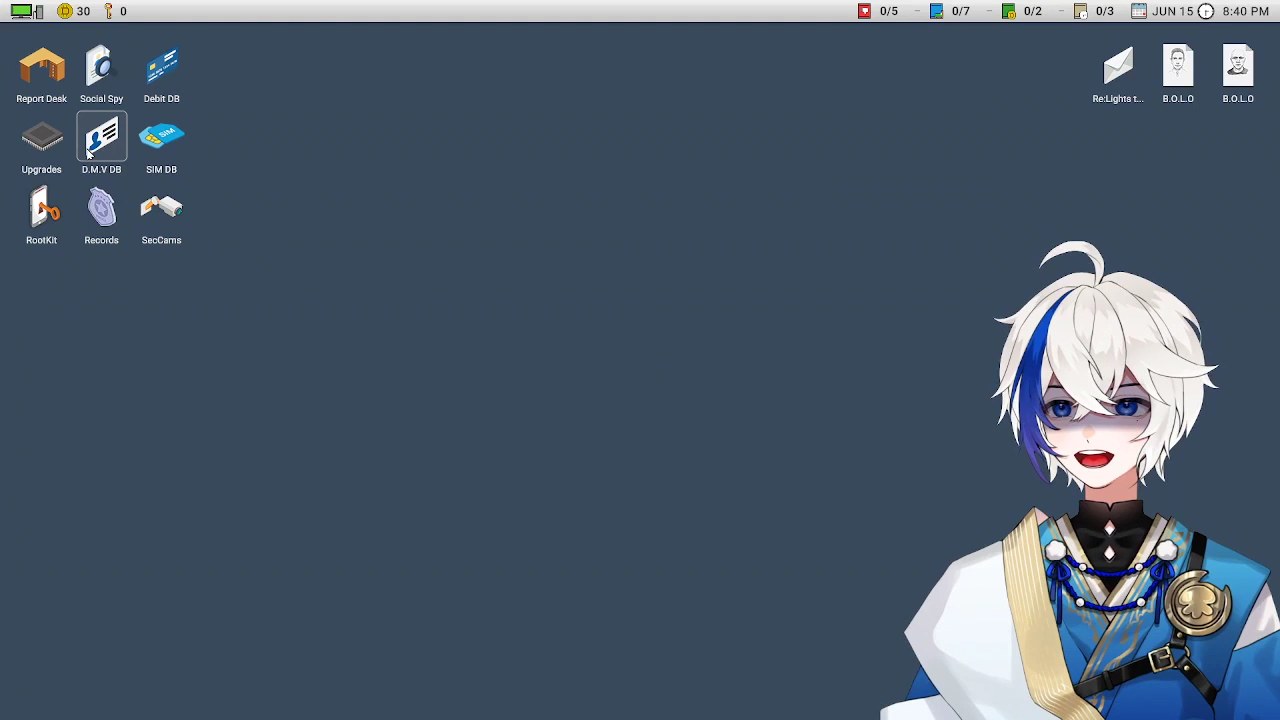 30 0 0/5 0/7 0/2 0/3 JUN 15 8:40 PM
Report Desk Social Spy Debit DB Re:Lights t... B.O.L.O B.O.L.O
SIM
Upgrades D.M.V DB SIM DB
RootKit Records SecCams